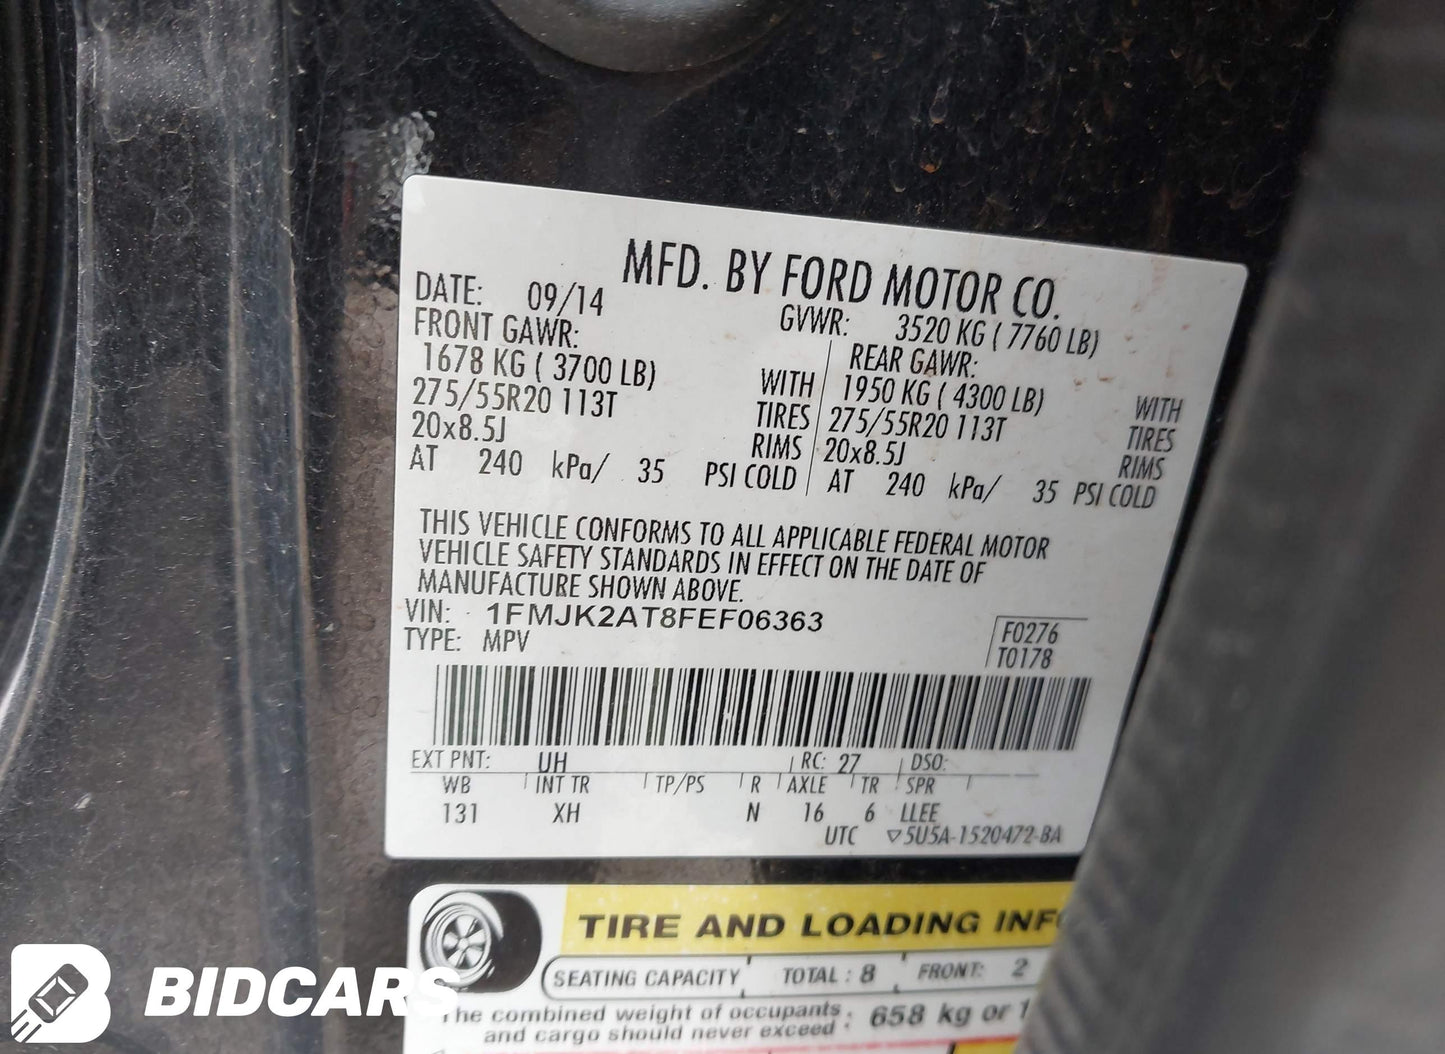 MFD. BY FORD MOTOR CO.
DATE: 09/14 GVWR: 3520 KG ( 7760 LB)
FRONT GAWR: REAR GAWR:
1678 KG ( 3700 LB) WITH 1950 KG ( 4300 LB) WITH
275/55R20 113T TIRES 275/55R20 113T TIRES
20x8.5J RIMS 20x8.5J RIMS
AT 240 kPa/ 35 PSI COLD AT 240 kPa/ 35 PSI COLD
THIS VEHICLE CONFORMS TO ALL APPLICABLE FEDERAL MOTOR
VEHICLE SAFETY STANDARDS IN EFFECT ON THE DATE OF
MANUFACTURE SHOWN ABOVE.
VIN: 1FMJK2AT8FEF06363
TYPE: MPV
F0276
T0178
EXT PNT: UH RC: 27 DSO:
WB INT TR TP/PS R AXLE TR SPR
131 XH N 16 6 LLEE
UTC ▽5U5A-1520472-BA
TIRE AND LOADING INF
SEATING CAPACITY TOTAL : 8 FRONT: 2
The combined weight of occupants
and cargo should never exceed : 658 kg or 1
BIDCARS